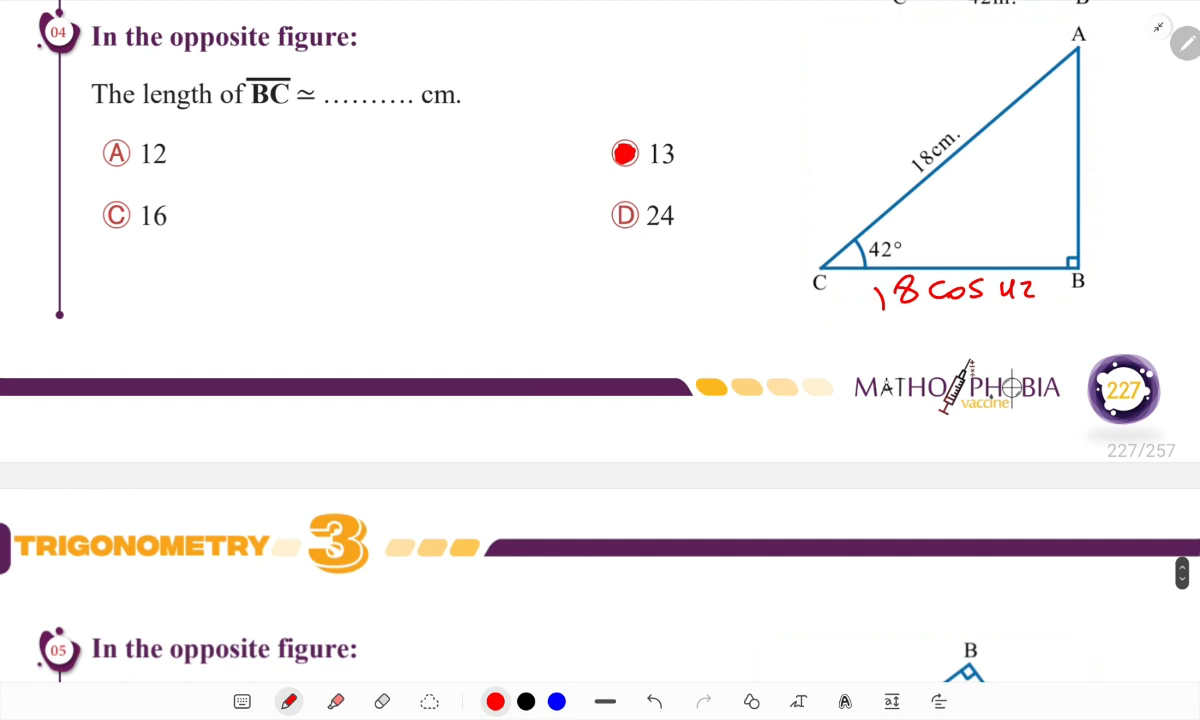 04 In the opposite figure:
The length of BC ≃ .......... cm.
Ⓐ 12
13
Ⓒ 16
Ⓓ 24
A
18cm.
42°
C
B
18 cos 42
MATHOPHOBIA
vaccine
227
227/257
TRIGONOMETRY 3
05 In the opposite figure:
B